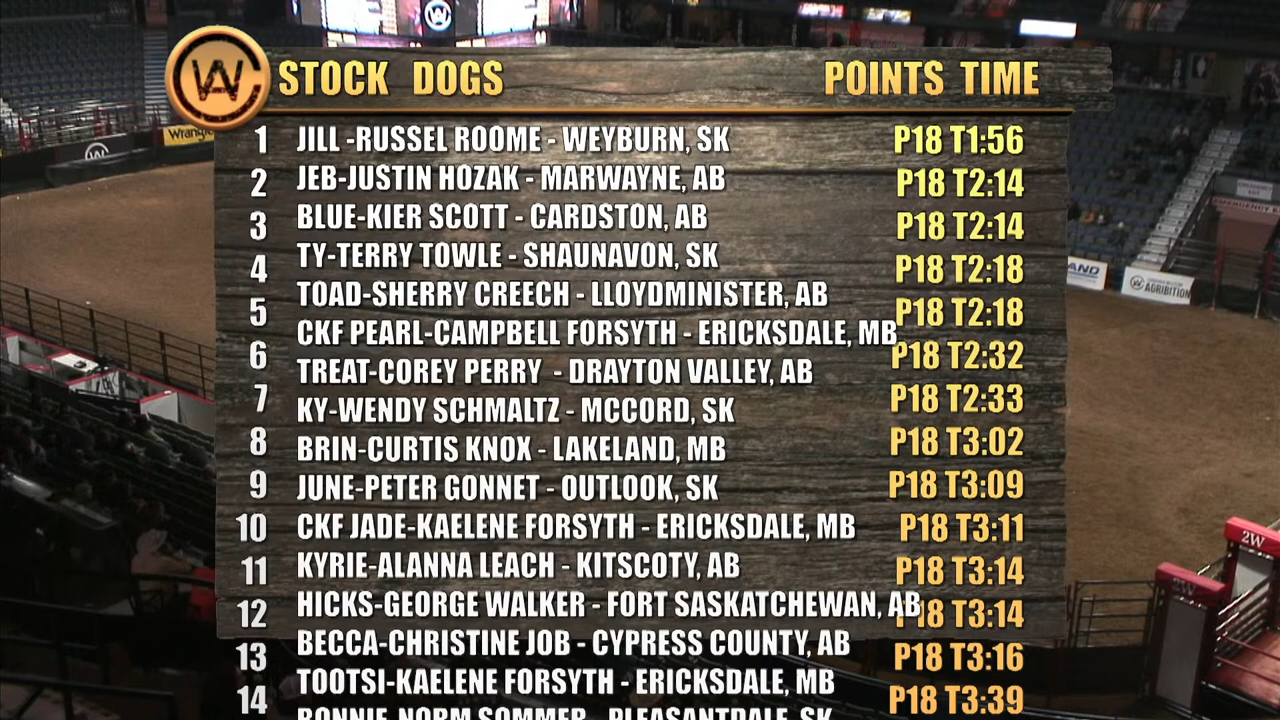 STOCK DOGS POINTS TIME
1 JILL -RUSSEL ROOME - WEYBURN, SK P18 T1:56
2 JEB-JUSTIN HOZAK - MARWAYNE, AB P18 T2:14
3 BLUE-KIER SCOTT - CARDSTON, AB P18 T2:14
4 TY-TERRY TOWLE - SHAUNAVON, SK P18 T2:18
5 TOAD-SHERRY CREECH - LLOYDMINISTER, AB P18 T2:18
6 CKF PEARL-CAMPBELL FORSYTH - ERICKSDALE, MB P18 T2:32
7 TREAT-COREY PERRY - DRAYTON VALLEY, AB P18 T2:33
8 KY-WENDY SCHMALTZ - MCCORD, SK P18 T3:02
9 BRIN-CURTIS KNOX - LAKELAND, MB P18 T3:09
10 JUNE-PETER GONNET - OUTLOOK, SK P18 T3:11
11 CKF JADE-KAELENE FORSYTH - ERICKSDALE, MB P18 T3:14
12 KYRIE-ALANNA LEACH - KITSCOTY, AB P18 T3:14
13 HICKS-GEORGE WALKER - FORT SASKATCHEWAN, AB P18 T3:16
14 BECCA-CHRISTINE JOB - CYPRESS COUNTY, AB P18 T3:39
TOOTSI-KAELENE FORSYTH - ERICKSDALE, MB
BONNIE-NORM SOMMER - PLEASANTDALE, SK
Wrangler
AGRIBITION
2W